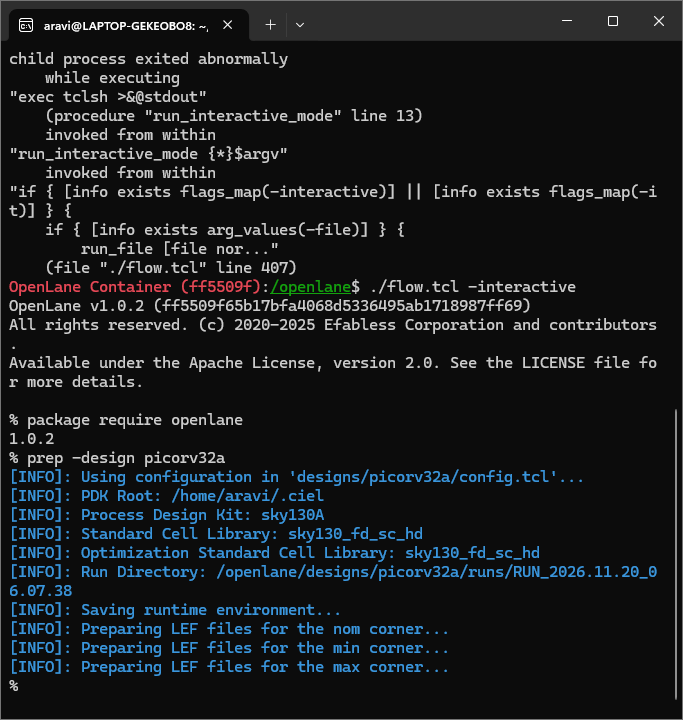 aravi@LAPTOP-GEKEOBO8: ~,
child process exited abnormally
    while executing
"exec tclsh >&@stdout"
    (procedure "run_interactive_mode" line 13)
    invoked from within
"run_interactive_mode {*}$argv"
    invoked from within
"if { [info exists flags_map(-interactive)] || [info exists flags_map(-i
t)] } {
    if { [info exists arg_values(-file)] } {
        run_file [file nor..."
    (file "./flow.tcl" line 407)
OpenLane Container (ff5509f):/openlane$ ./flow.tcl -interactive
OpenLane v1.0.2 (ff5509f65b17bfa4068d5336495ab1718987ff69)
All rights reserved. (c) 2020-2025 Efabless Corporation and contributors
.
Available under the Apache License, version 2.0. See the LICENSE file fo
r more details.

% package require openlane
1.0.2
% prep -design picorv32a
[INFO]: Using configuration in 'designs/picorv32a/config.tcl'...
[INFO]: PDK Root: /home/aravi/.ciel
[INFO]: Process Design Kit: sky130A
[INFO]: Standard Cell Library: sky130_fd_sc_hd
[INFO]: Optimization Standard Cell Library: sky130_fd_sc_hd
[INFO]: Run Directory: /openlane/designs/picorv32a/runs/RUN_2026.11.20_0
6.07.38
[INFO]: Saving runtime environment...
[INFO]: Preparing LEF files for the nom corner...
[INFO]: Preparing LEF files for the min corner...
[INFO]: Preparing LEF files for the max corner...
%